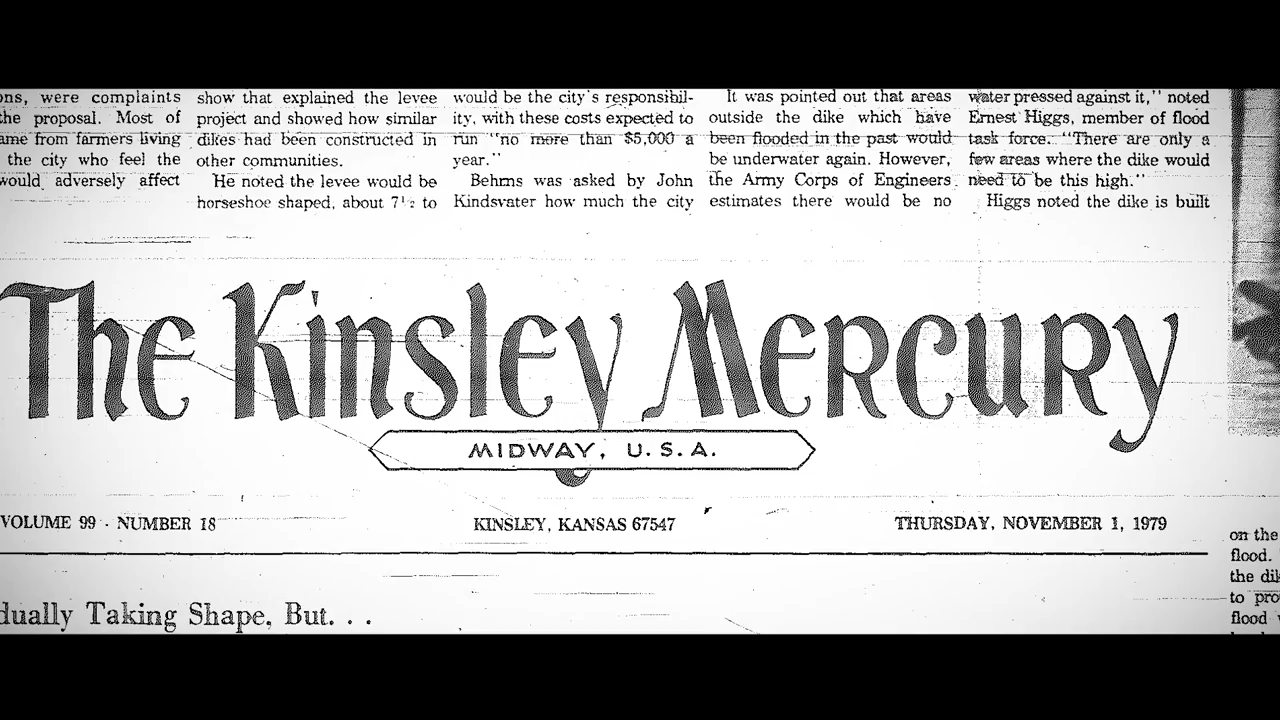 ons, were complaints
the proposal. Most of
ame from farmers living
the city who feel the
would adversely affect
show that explained the levee
project and showed how similar
dikes had been constructed in
other communities.
He noted the levee would be
horseshoe shaped, about 7½ to
would be the city's responsibil-
ity, with these costs expected to
run "no more than $5,000 a
year."
Behms was asked by John
Kindsvater how much the city
It was pointed out that areas
outside the dike which have
been flooded in the past would
be underwater again. However,
the Army Corps of Engineers
estimates there would be no
water pressed against it," noted
Ernest Higgs, member of flood
task force. "There are only a
few areas where the dike would
need to be this high."
Higgs noted the dike is built
The Kinsley Mercury
MIDWAY, U.S.A.
VOLUME 99 - NUMBER 18 KINSLEY, KANSAS 67547 THURSDAY, NOVEMBER 1, 1979
dually Taking Shape, But. . .
on the
flood.
the dik
to pro
flood